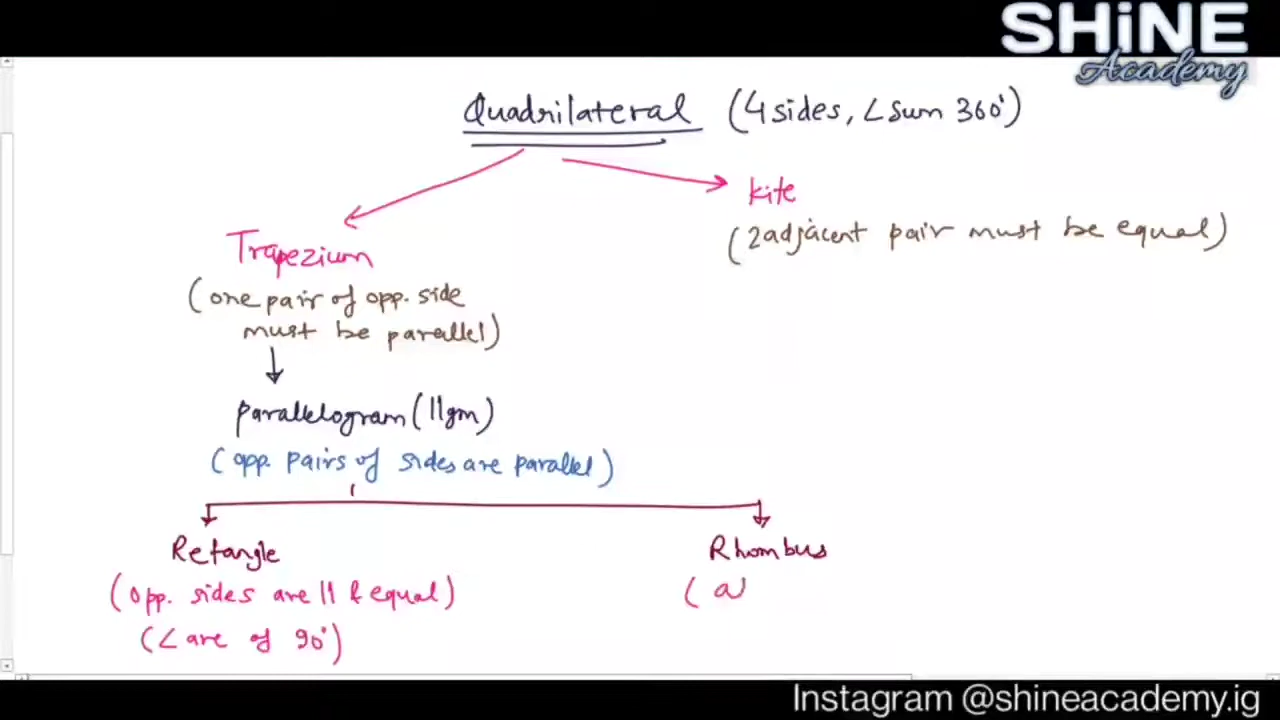 SHiNE
Academy
Quadrilateral (4 sides, ∠ Sum 360°)
Kite
(2 adjacent pair must be equal)
Trapezium
(one pair of opp. side
must be parallel)
parallelogram (||gm)
(opp. pairs of sides are parallel)
Retangle
Rhombus
(opp. sides are || & equal)
(al
(∠ are of 90°)
Instagram @shineacademy.ig